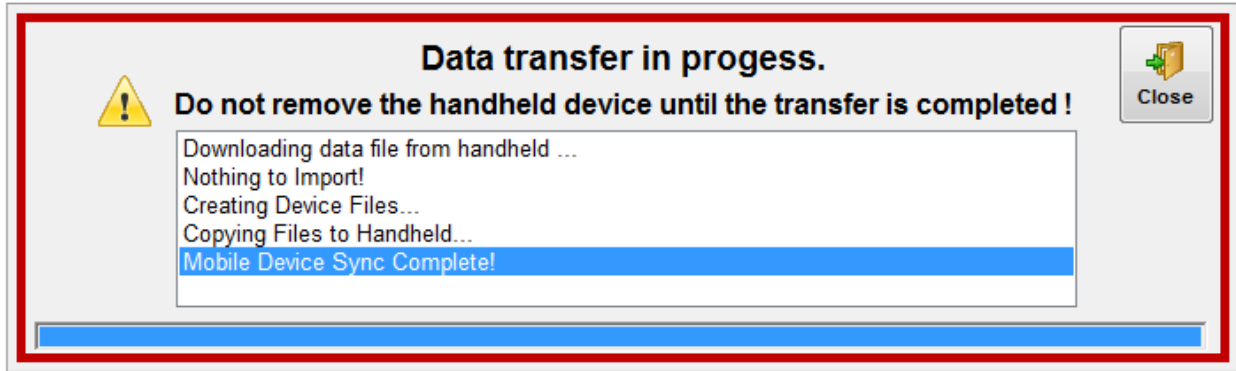 Data transfer in progess.
Do not remove the handheld device until the transfer is completed !
Close
Downloading data file from handheld ...
Nothing to Import!
Creating Device Files...
Copying Files to Handheld...
Mobile Device Sync Complete!